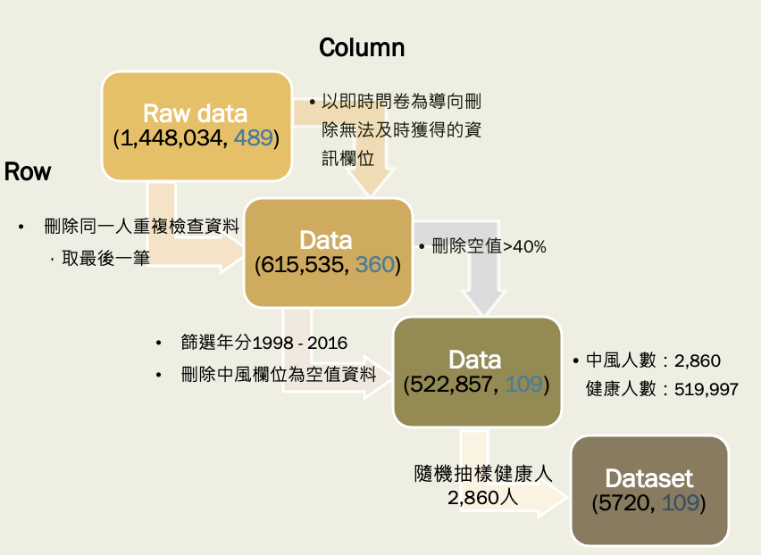 Column
Raw data
(1,448,034, 489)
• 以即時問卷為導向刪
除無法及時獲得的資
訊欄位
Row
• 刪除同一人重複檢查資料
，取最後一筆
Data
(615,535, 360)
• 刪除空值>40%
• 篩選年分1998 - 2016
• 刪除中風欄位為空值資料
Data
(522,857, 109)
• 中風人數：2,860
健康人數：519,997
隨機抽樣健康人
2,860人
Dataset
(5720, 109)